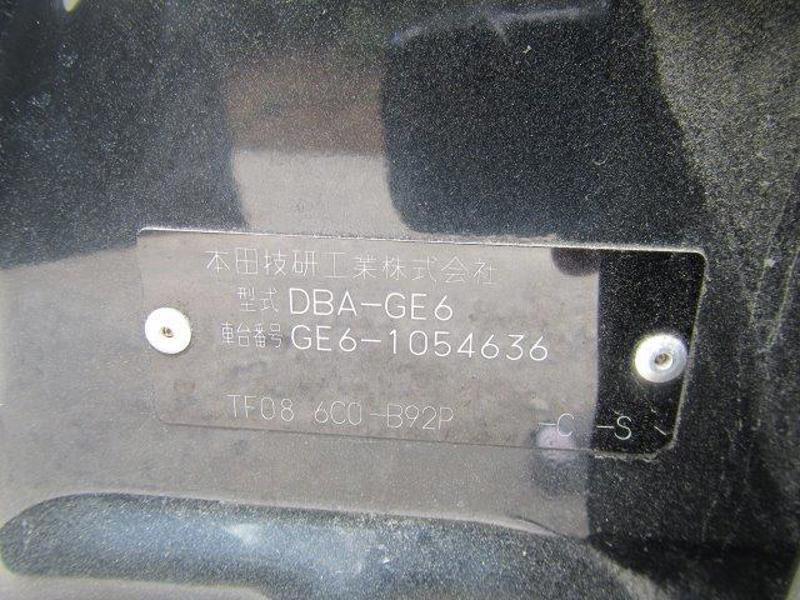 本田技研工業株式会社
型式 DBA-GE6
車台番号 GE6-1054636
TF08 6C0-B92P -C -S